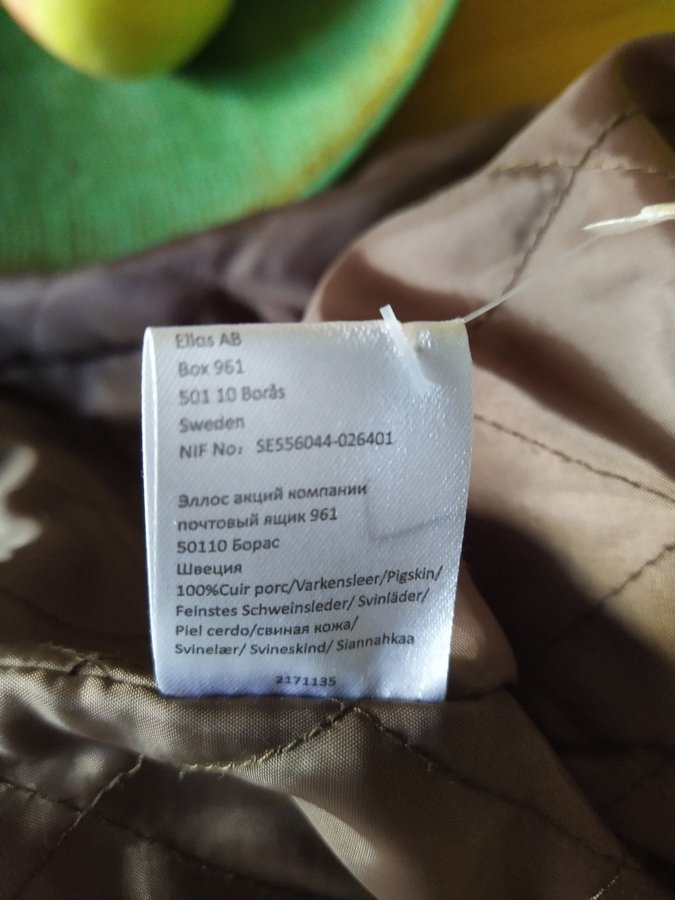 Ellos AB
Box 961
501 10 Borås
Sweden
NIF No: SE556044-026401
Эллос акций компании
почтовый ящик 961
50110 Борас
Швеция
100%Cuir porc/Varkensleer/Pigskin/
Feinstes Schweinsleder/ Svinläder/
Piel cerdo/свиная кожа/
Svinelær/ Svineskind/ Siannahkaa
2171135